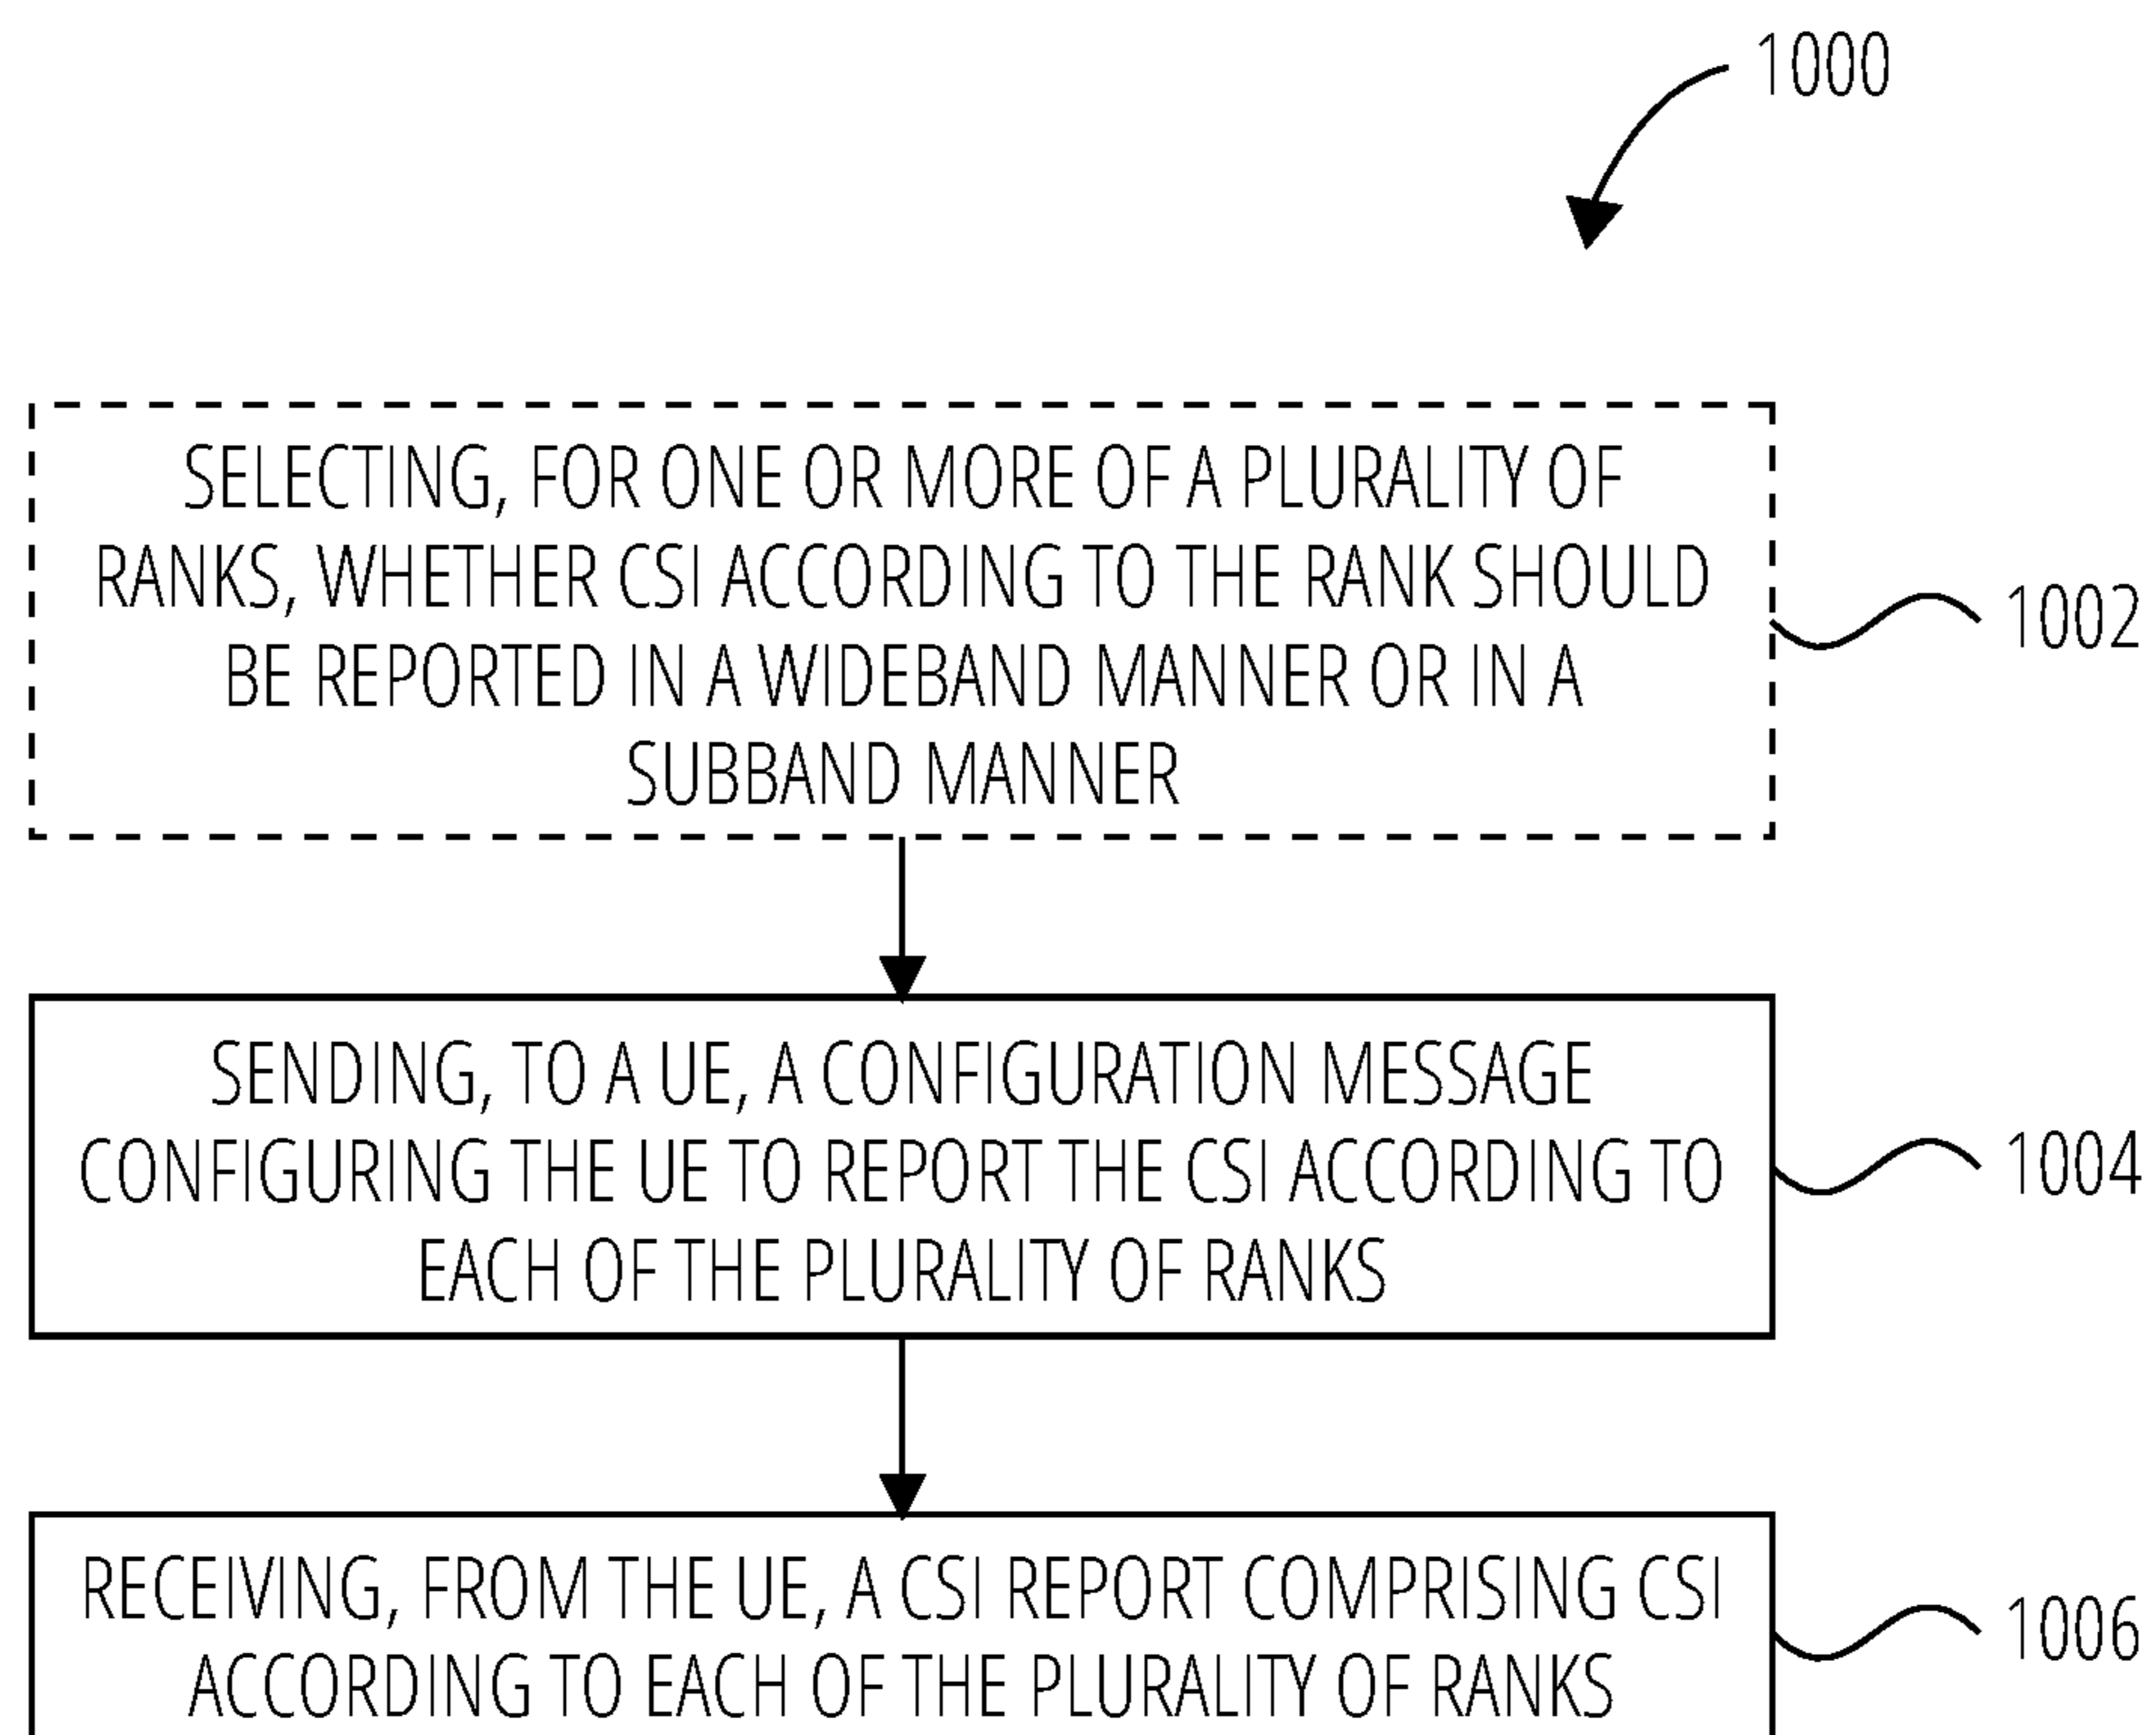 1000
SELECTING, FOR ONE OR MORE OF A PLURALITY OF
RANKS, WHETHER CSI ACCORDING TO THE RANK SHOULD
BE REPORTED IN A WIDEBAND MANNER OR IN A
SUBBAND MANNER
1002
SENDING, TO A UE, A CONFIGURATION MESSAGE
CONFIGURING THE UE TO REPORT THE CSI ACCORDING TO
EACH OF THE PLURALITY OF RANKS
1004
RECEIVING, FROM THE UE, A CSI REPORT COMPRISING CSI
ACCORDING TO EACH OF THE PLURALITY OF RANKS
1006